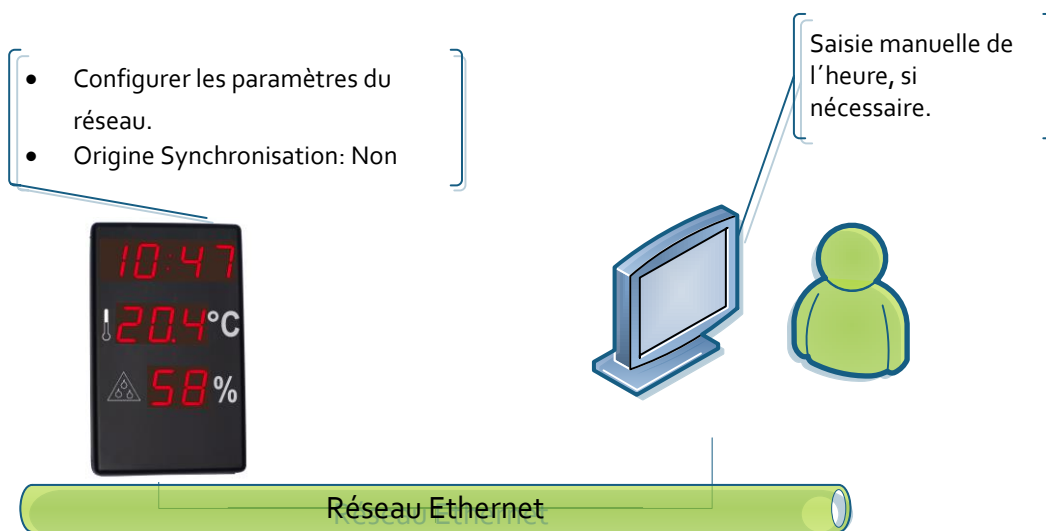 • Configurer les paramètres du
réseau.
• Origine Synchronisation: Non
Saisie manuelle de
l´heure, si
nécessaire.
10:47
20.4°C
58%
Réseau Ethernet